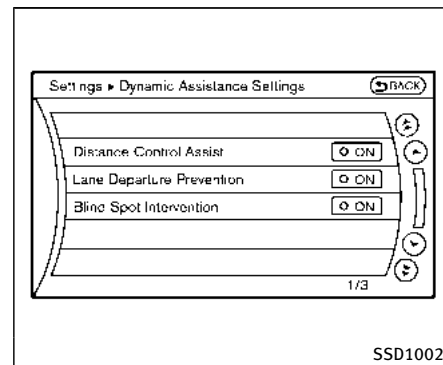 Settings ▸ Dynamic Assistance Settings
BACK
Distance Control Assist
ON
Lane Departure Prevention
ON
Blind Spot Intervention
ON
1/3
SSD1002